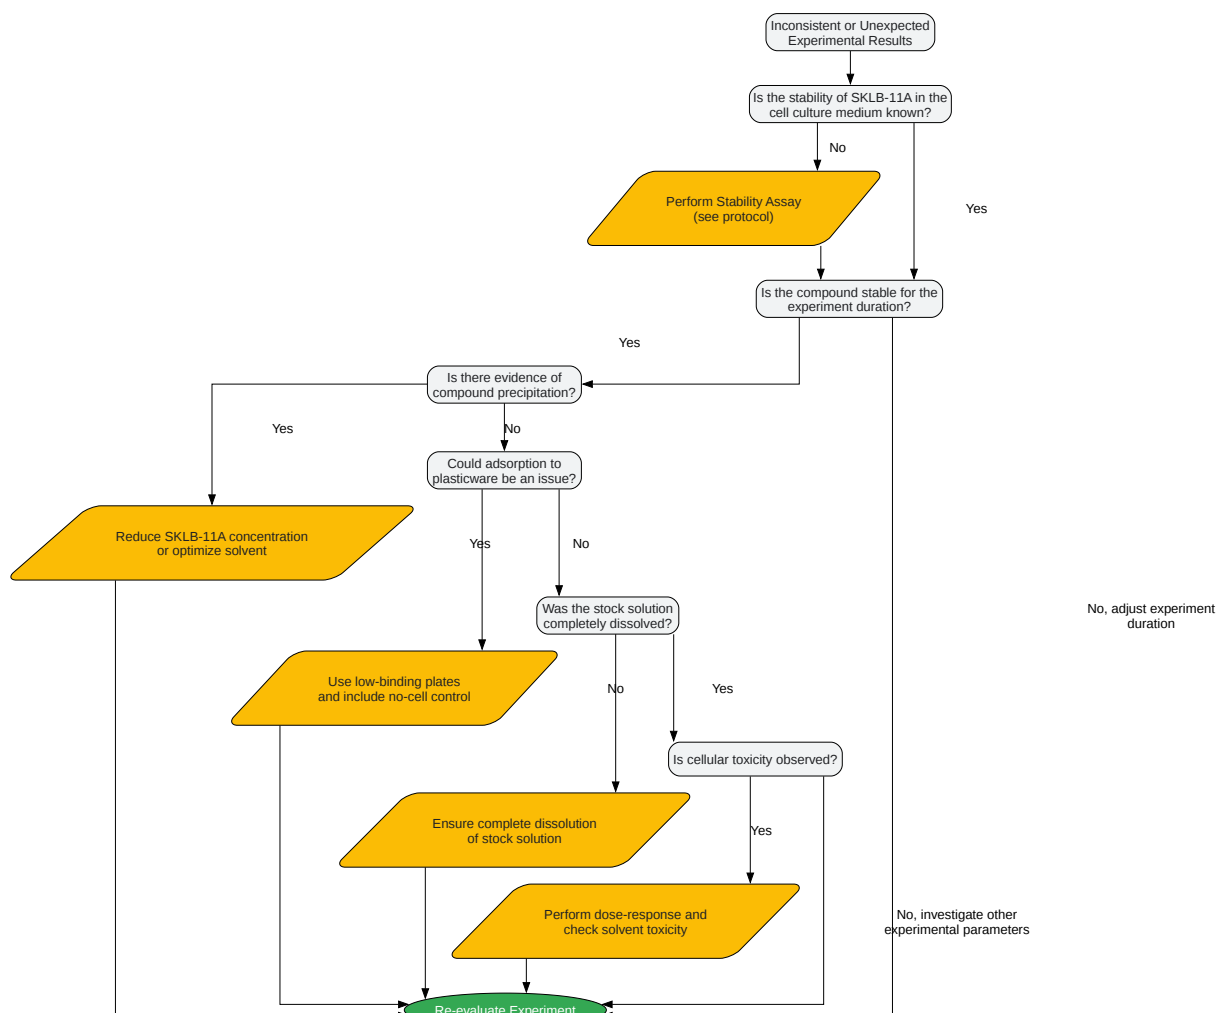 Inconsistent or Unexpected
Experimental Results
Is the stability of SKLB-11A in the
cell culture medium known?
No
Perform Stability Assay
(see protocol)
Yes
Is the compound stable for the
experiment duration?
Yes
Is there evidence of
compound precipitation?
Yes
No
Could adsorption to
plasticware be an issue?
Reduce SKLB-11A concentration
or optimize solvent
Yes
No
Was the stock solution
completely dissolved?
No, adjust experiment
duration
Use low-binding plates
and include no-cell control
No
Yes
Is cellular toxicity observed?
Ensure complete dissolution
of stock solution
Yes
Perform dose-response and
check solvent toxicity
No, investigate other
experimental parameters
Re-evaluate Experiment